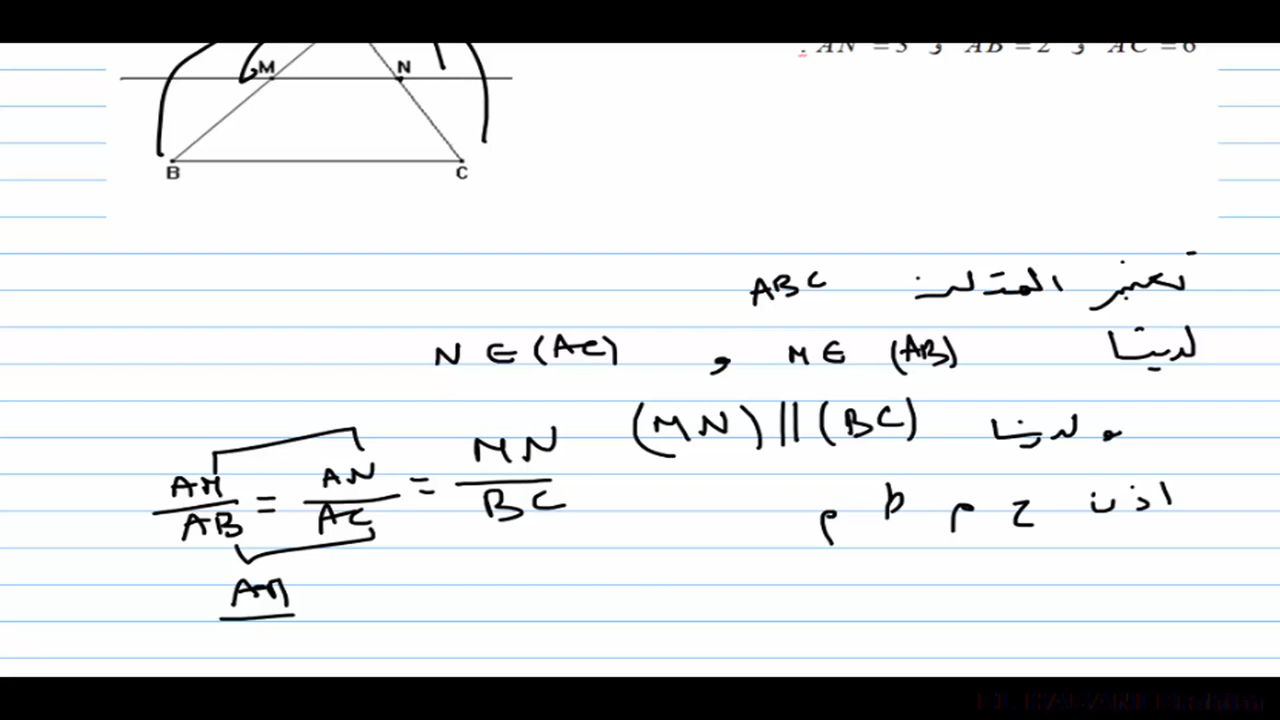 AN = 3 , AB = 2 , AC = 6
M N
B C
نعتبر المثلث ABC
لدينا M ∈ (AB) و N ∈ (AC)
و لدينا (MN) || (BC)
اذن ح م ط م
AM/AB = AN/AC = MN/BC
AM